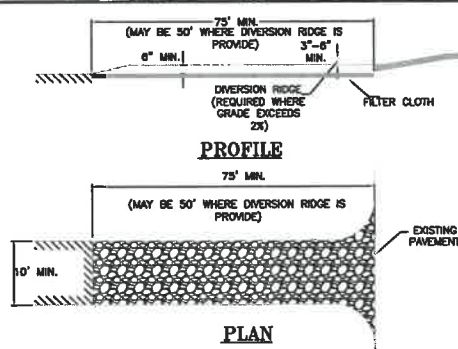 75' MIN.
(MAY BE 50' WHERE DIVERSION RIDGE IS
PROVIDE)
6" MIN.
3"-6"
MIN.
DIVERSION RIDGE
(REQUIRED WHERE
GRADE EXCEEDS
2%)
FILTER CLOTH
PROFILE
75' MIN.
(MAY BE 50' WHERE DIVERSION RIDGE IS
PROVIDE)
EXISTING
PAVEMENT
10' MIN.
PLAN